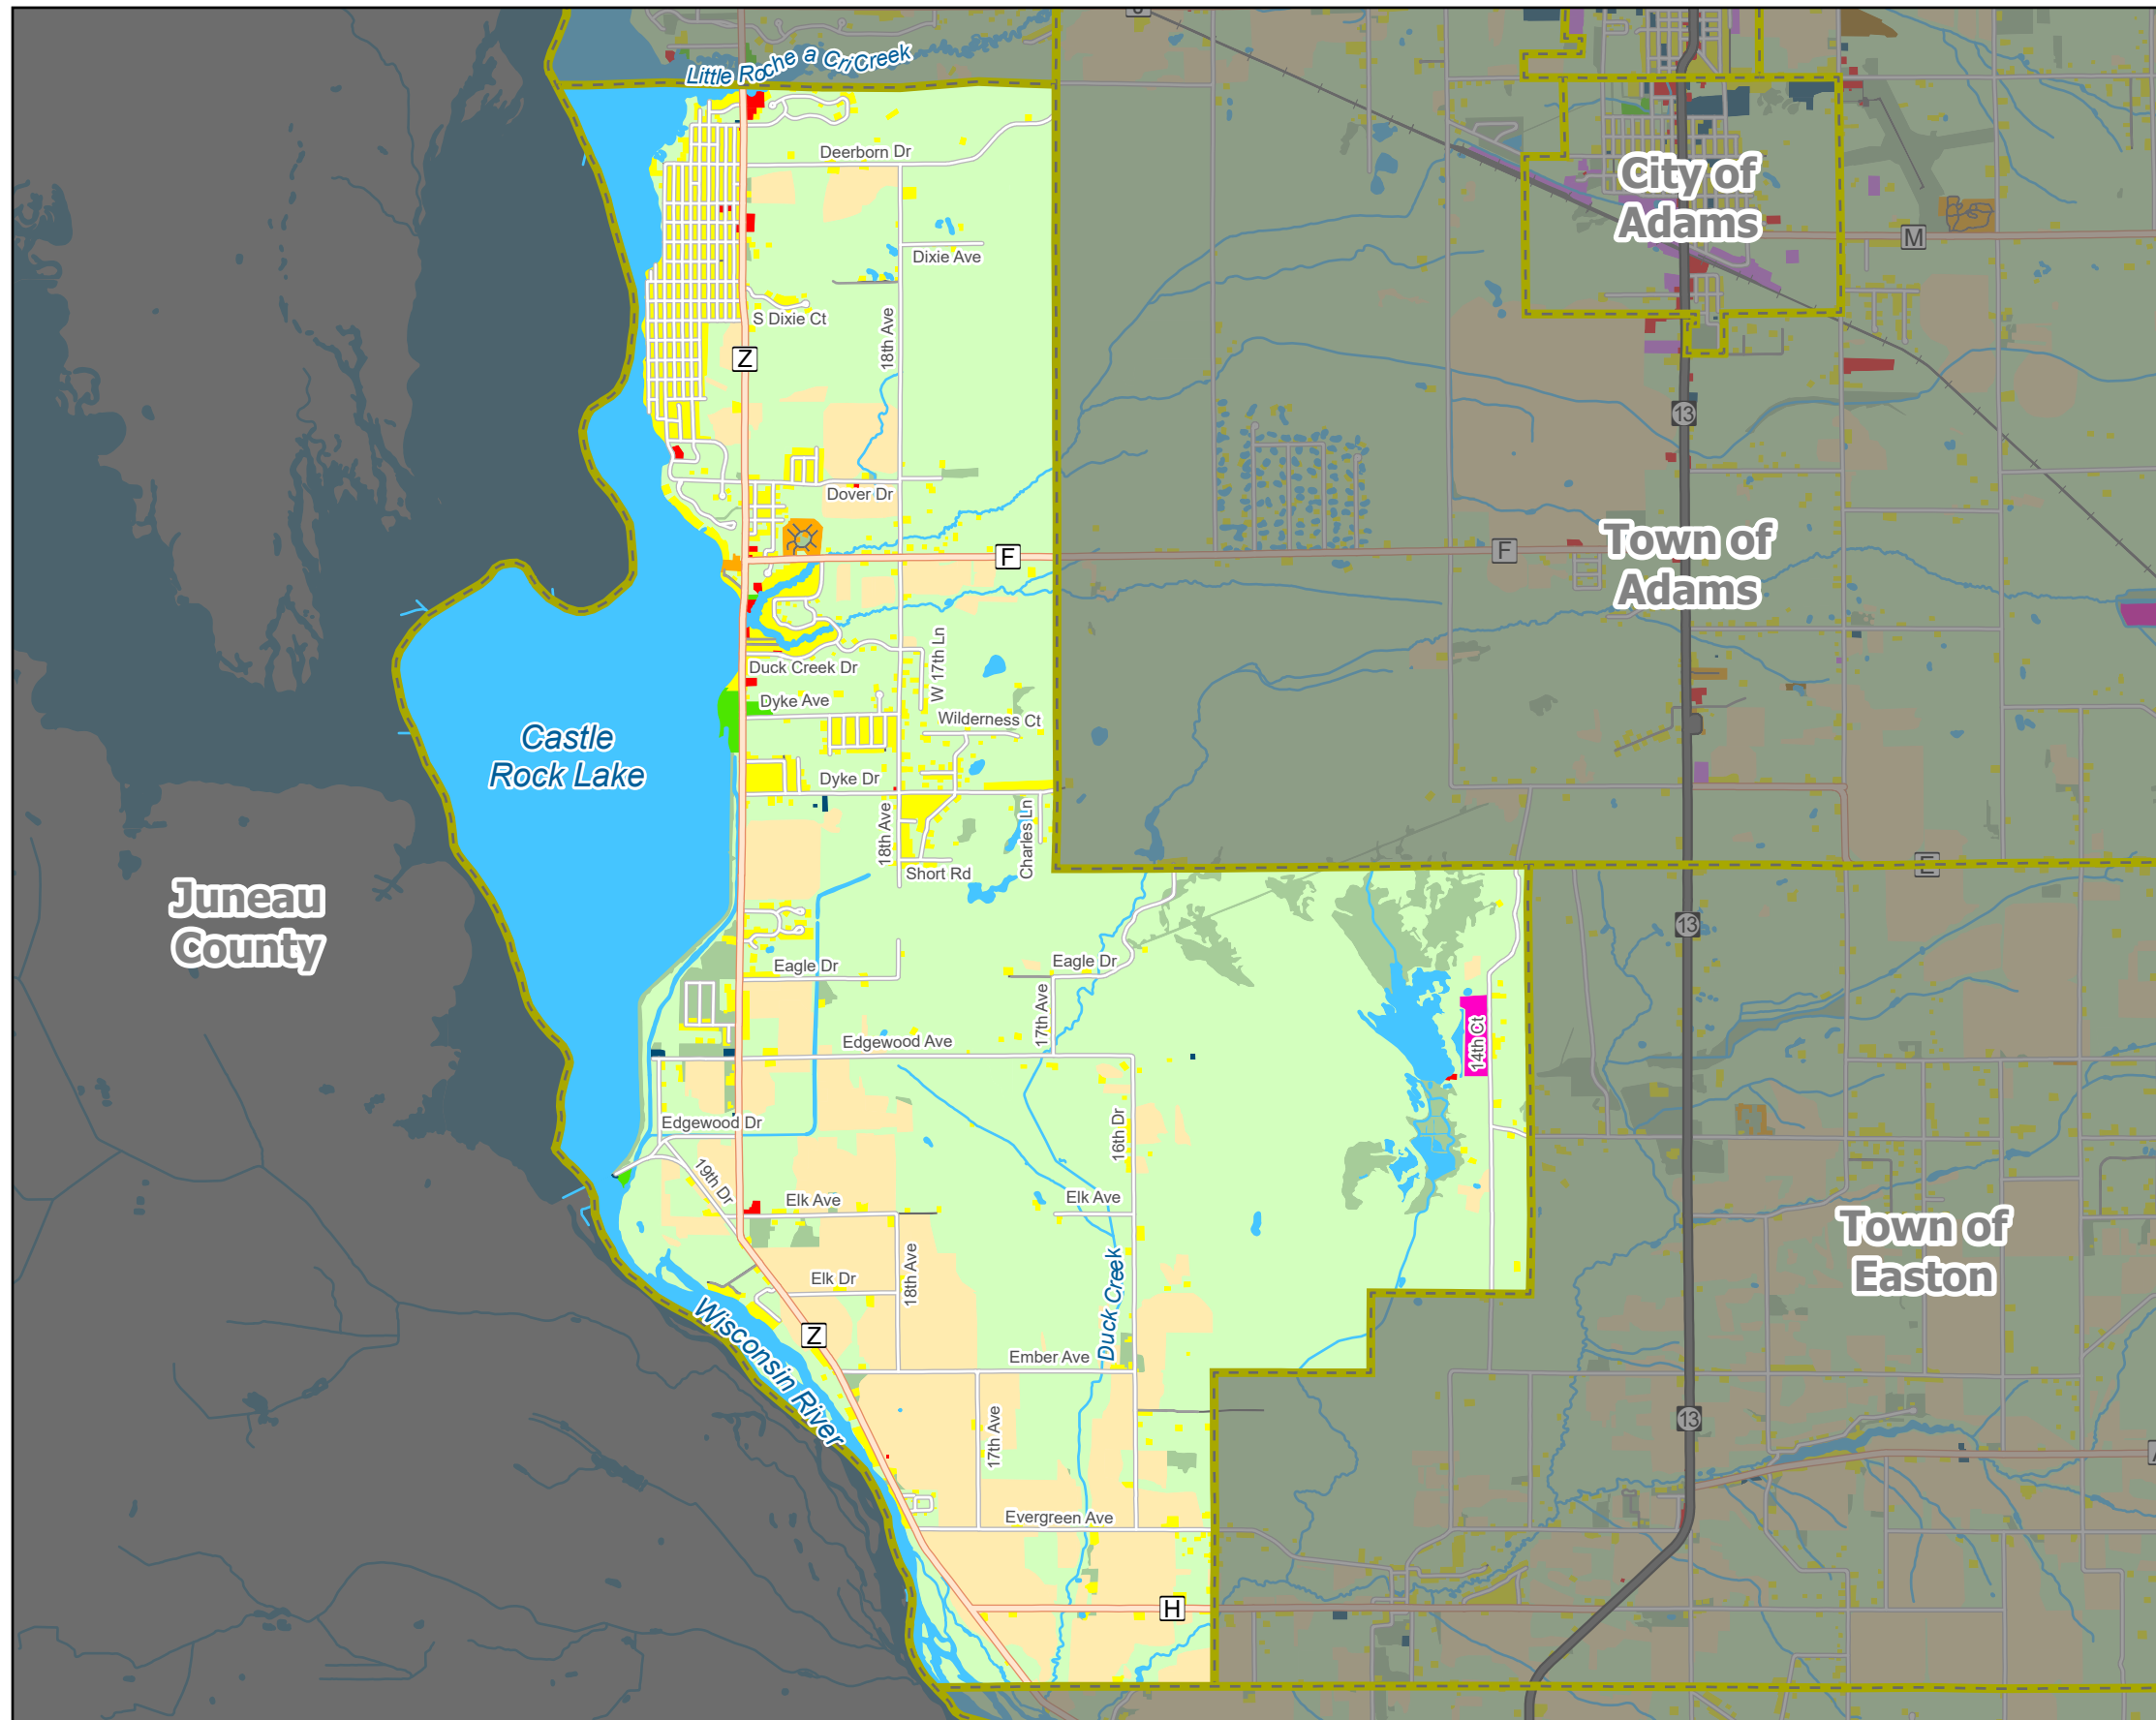 Little Roche a Cri Creek
Deerborn Dr
City of
Adams
M
Dixie Ave
S Dixie Ct
18th Ave
Z
13
Dover Dr
F
F
Town of
Adams
W 17th Ln
Duck Creek Dr
Dyke Ave
Wilderness Ct
Castle
Rock Lake
Dyke Dr
18th Ave
Charles Ln
Short Rd
E
Juneau
County
13
Eagle Dr
Eagle Dr
17th Ave
14th Ct
Edgewood Ave
Edgewood Dr
16th Dr
19th Dr
Elk Ave
Elk Ave
Town of
Easton
18th Ave
Elk Dr
Duck Creek
Wisconsin River
Z
Ember Ave
13
17th Ave
Evergreen Ave
H